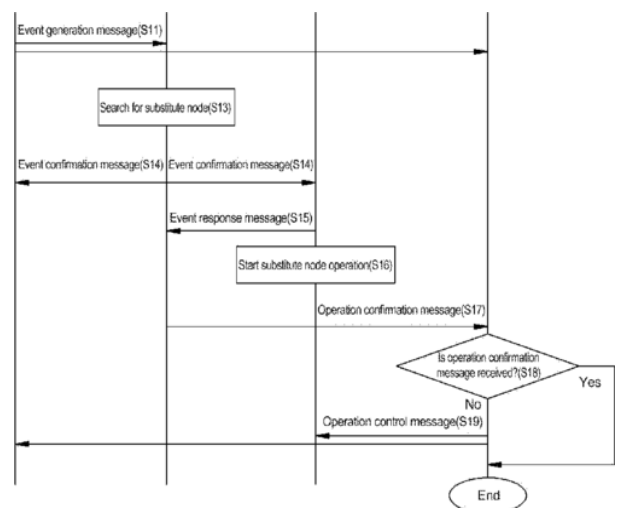 Event generation message(S11)
Search for substitute node(S13)
Event confirmation message(S14)
Event confirmation message(S14)
Event response message(S15)
Start substitute node operation(S16)
Operation confirmation message(S17)
Is operation confirmation
message received?(S18)
Yes
No
Operation control message(S19)
End